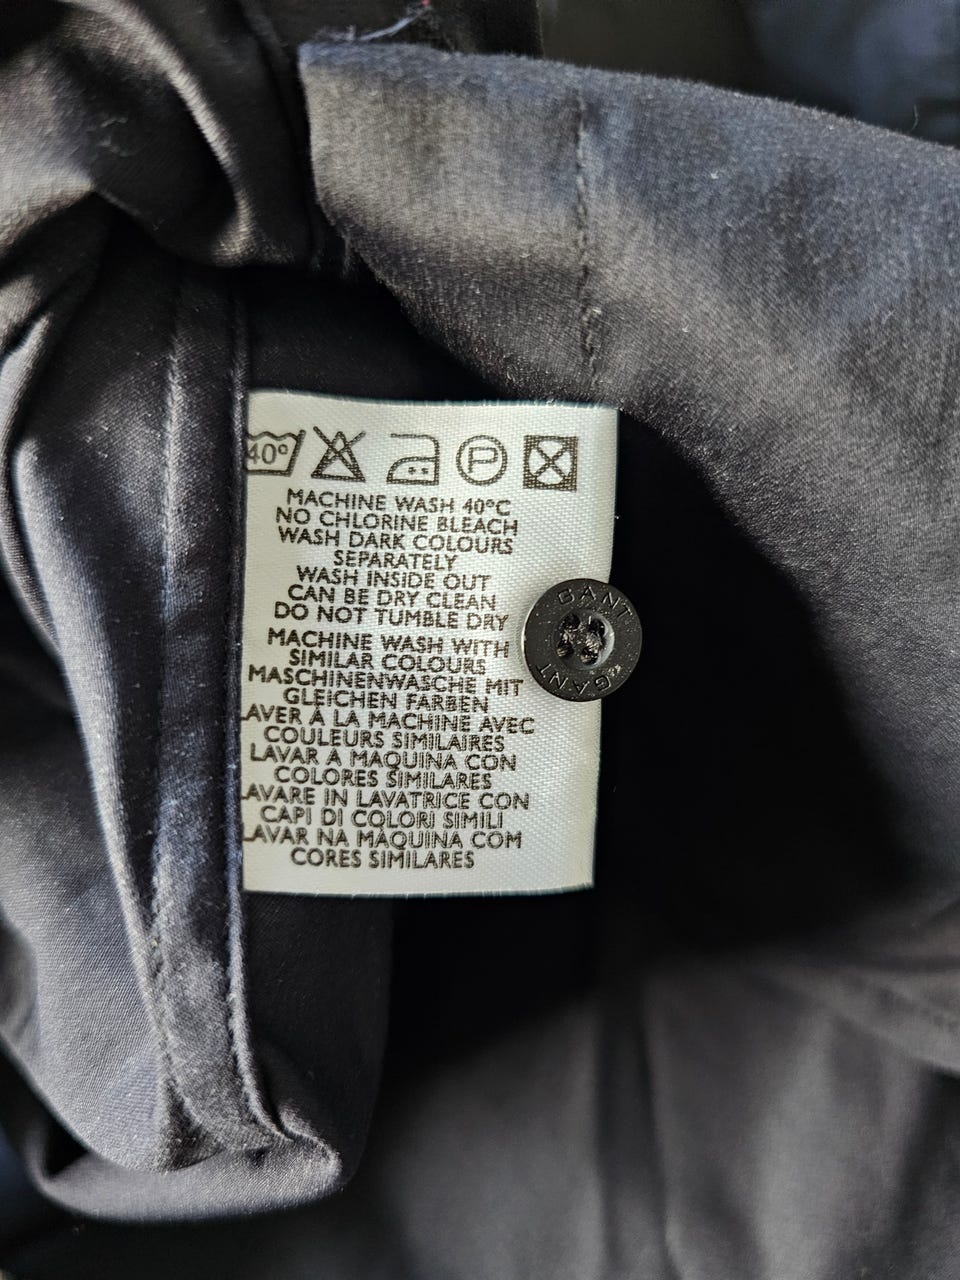 40°
P
MACHINE WASH 40°C
NO CHLORINE BLEACH
WASH DARK COLOURS
SEPARATELY
WASH INSIDE OUT
CAN BE DRY CLEAN
DO NOT TUMBLE DRY
MACHINE WASH WITH
SIMILAR COLOURS
MASCHINENWASCHE MIT
GLEICHEN FARBEN
LAVER À LA MACHINE AVEC
COULEURS SIMILAIRES
LAVAR A MAQUINA CON
COLORES SIMILARES
LAVARE IN LAVATRICE CON
CAPI DI COLORI SIMILI
LAVAR NA MÁQUINA COM
CORES SIMILARES
GANT
GANT